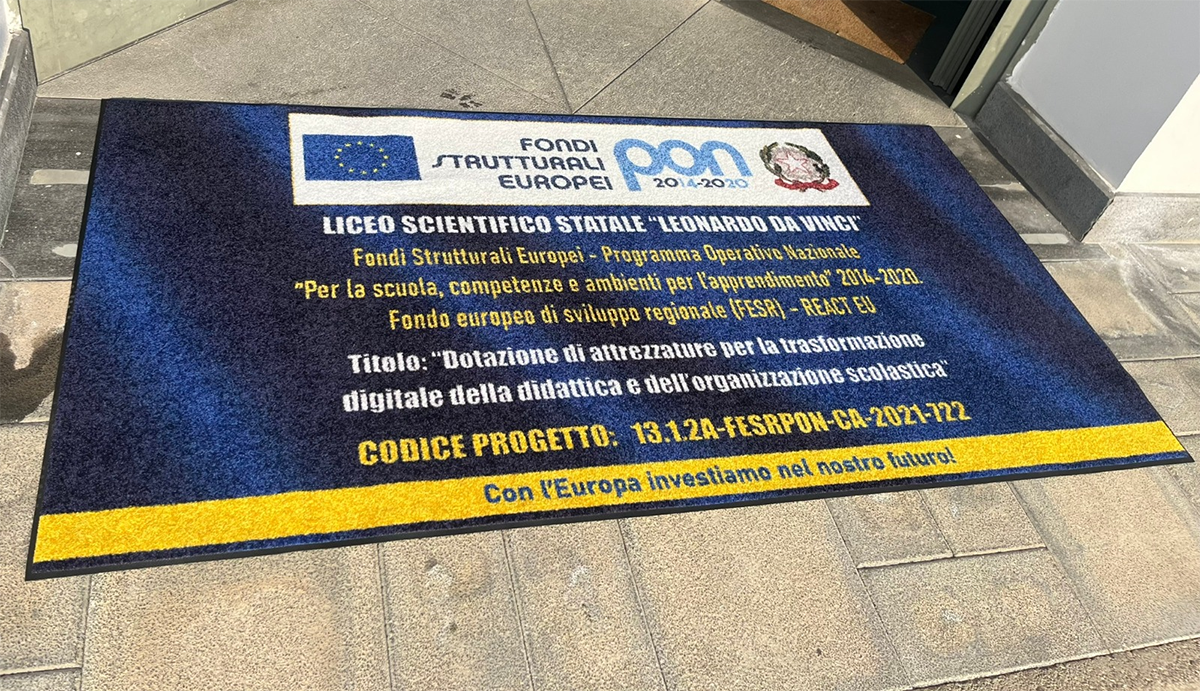 FONDI
STRUTTURALI
EUROPEI
pon
2014-2020
LICEO SCIENTIFICO STATALE "LEONARDO DA VINCI"
Fondi Strutturali Europei - Programma Operativo Nazionale
"Per la scuola, competenze e ambienti per l'apprendimento" 2014-2020.
Fondo europeo di sviluppo regionale (FESR) - REACT EU
Titolo: "Dotazione di attrezzature per la trasformazione
digitale della didattica e dell'organizzazione scolastica"
CODICE PROGETTO: 13.1.2A-FESRPON-CA-2021-722
Con l'Europa investiamo nel nostro futuro!